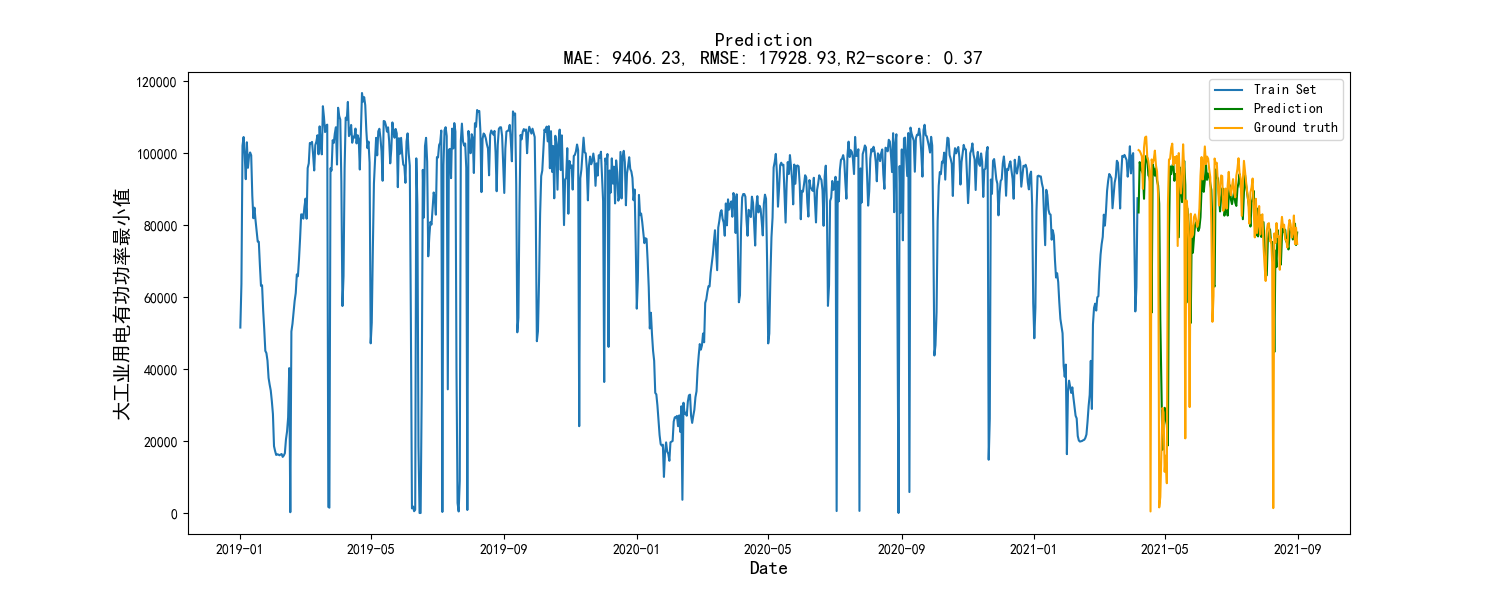 Prediction
MAE: 9406.23, RMSE: 17928.93,R2-score: 0.37
大工业用电有功功率最小值
120000
100000
80000
60000
40000
20000
0
Train Set
Prediction
Ground truth
2019-01
2019-05
2019-09
2020-01
2020-05
2020-09
2021-01
2021-05
2021-09
Date